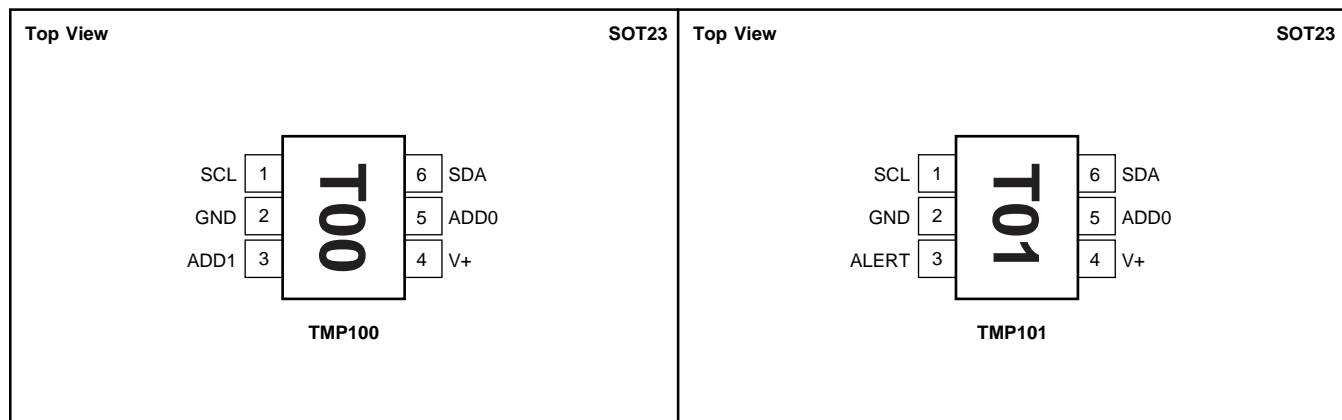 Top View SOT23
SCL 1 T00 6 SDA
GND 2 5 ADD0
ADD1 3 4 V+
TMP100
Top View SOT23
SCL 1 T01 6 SDA
GND 2 5 ADD0
ALERT 3 4 V+
TMP101